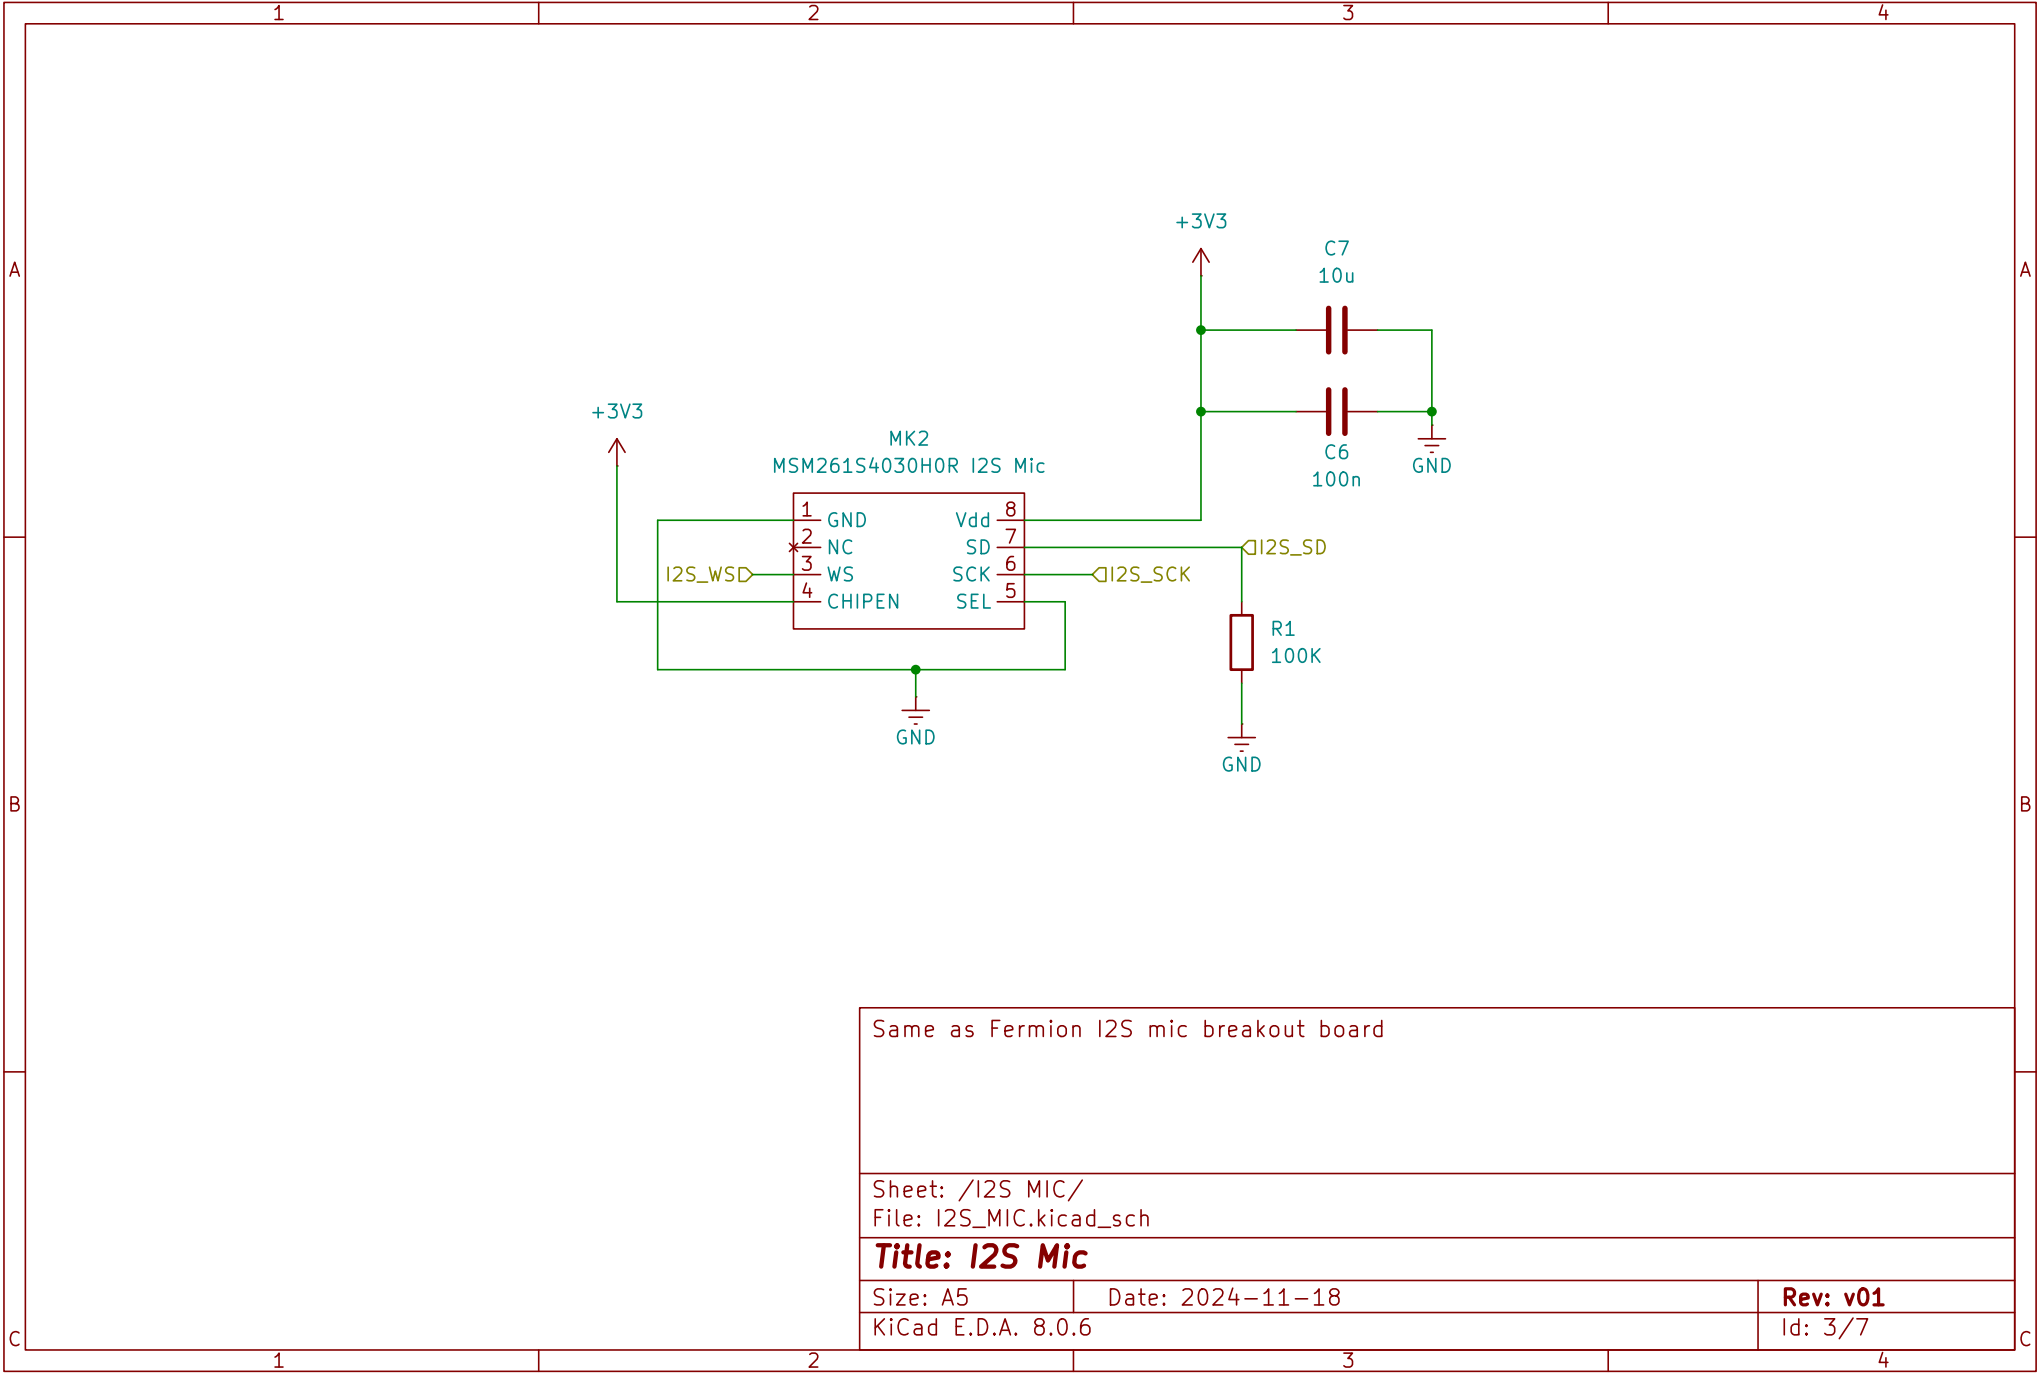 1 2 3 4
+3V3
C7
A 10u A
+3V3
MK2
C6
MSM261S4030H0R I2S Mic
GND
100n
1 GND Vdd 8
2 NC SD 7 I2S_SD
I2S_WS 3 WS SCK 6 I2S_SCK
4 CHIPEN SEL 5
R1
100K
GND
GND
B B
Same as Fermion I2S mic breakout board
Sheet: /I2S MIC/
File: I2S_MIC.kicad_sch
Title: I2S Mic
Size: A5 Date: 2024-11-18 Rev: v01
KiCad E.D.A. 8.0.6 Id: 3/7
C C
1 2 3 4